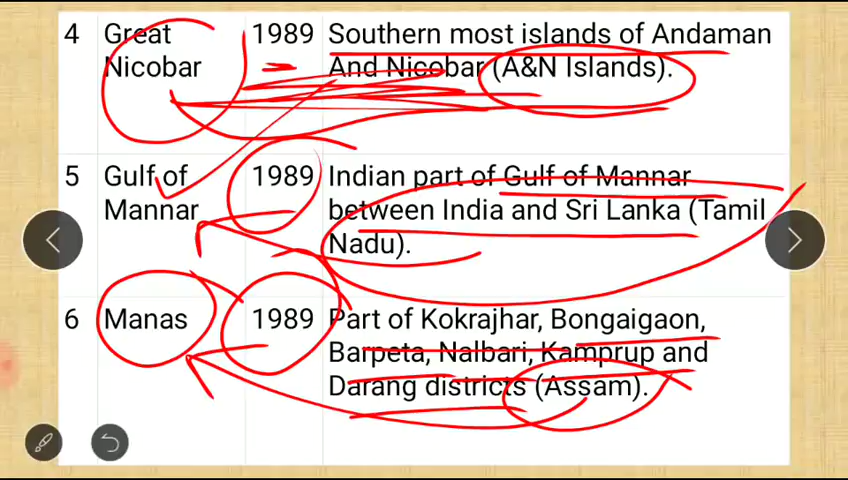 4 Great 1989 Southern most islands of Andaman
Nicobar And Nicobar (A&N Islands).
5 Gulf of 1989 Indian part of Gulf of Mannar
Mannar between India and Sri Lanka (Tamil
Nadu).
6 Manas 1989 Part of Kokrajhar, Bongaigaon,
Barpeta, Nalbari, Kamprup and
Darang districts (Assam).